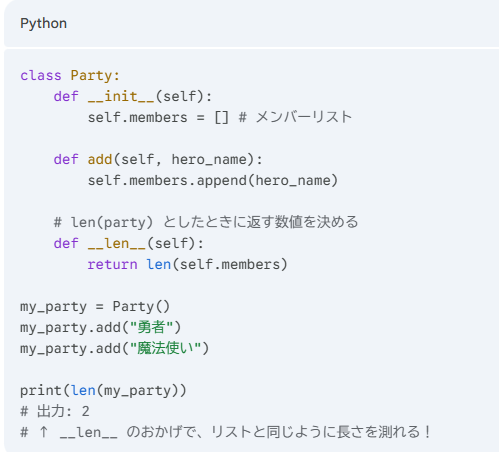 Python
class Party:
    def __init__(self):
        self.members = [] # メンバーリスト

    def add(self, hero_name):
        self.members.append(hero_name)

    # len(party) としたときに返す数値を決める
    def __len__(self):
        return len(self.members)

my_party = Party()
my_party.add("勇者")
my_party.add("魔法使い")

print(len(my_party))
# 出力: 2
# ↑ __len__ のおかげで、リストと同じように長さを測れる！